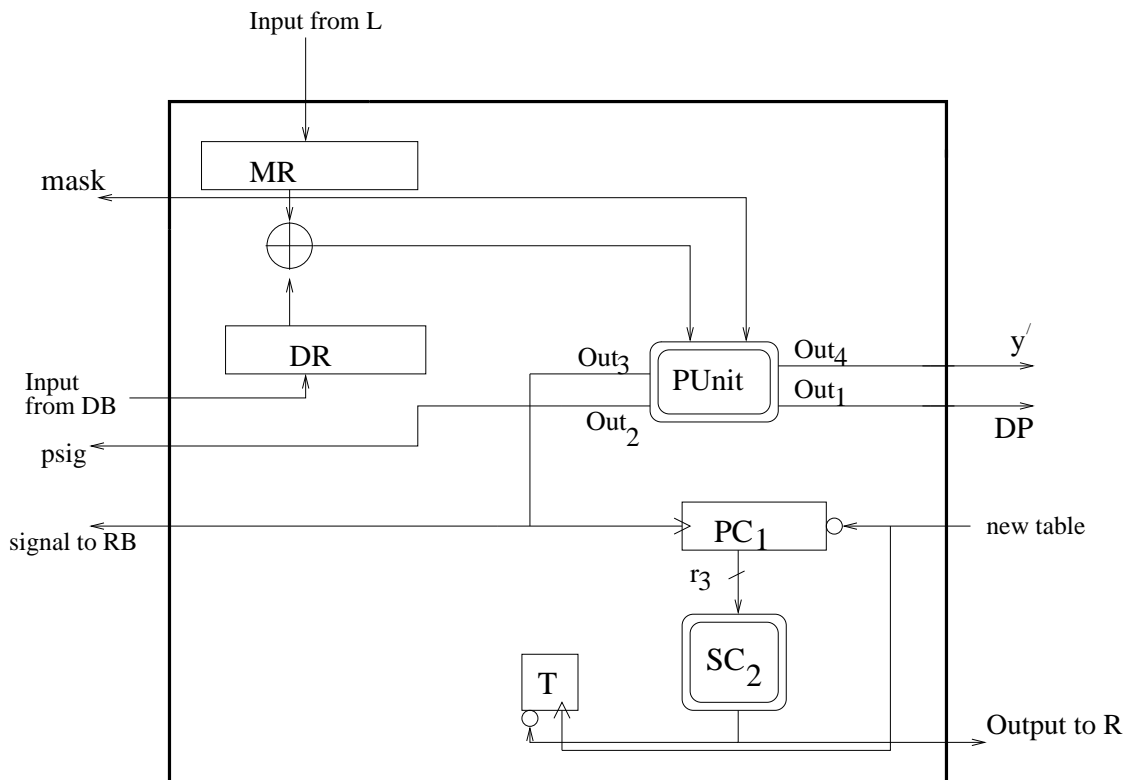 Input from L
MR
mask
DR
Out3
Out4
y/
PUnit
Input
from DB
Out1
Out2
DP
psig
signal to RB
PC1
new table
r3
SC2
T
Output to R